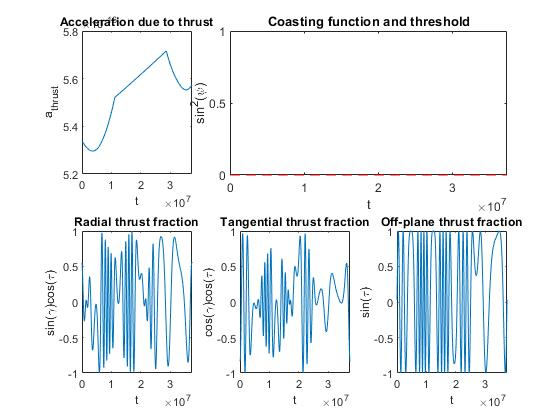 Acceleration due to thrust
Coasting function and threshold
5.8
5.6
5.4
5.2
a_thrust
0 1 2 3
t
×10^7
1
0.5
0
sin^2(ψ)
0 1 2 3
t
×10^7
Radial thrust fraction
1
0.5
0
-0.5
-1
sin(γ)cos(τ)
0 1 2 3
t
×10^7
Tangential thrust fraction
1
0.5
0
-0.5
-1
cos(γ)cos(τ)
0 1 2 3
t
×10^7
Off-plane thrust fraction
1
0.5
0
-0.5
-1
sin(τ)
0 1 2 3
t
×10^7